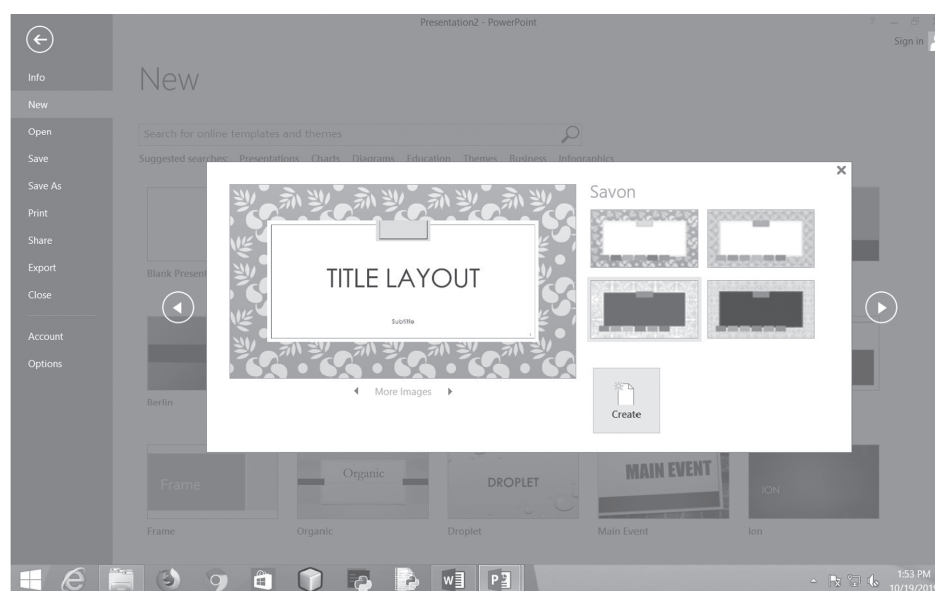 Presentation2 - PowerPoint
Sign in
Info
New
Open
Save
Save As
Print
Share
Export
Close
Account
Options
New
Search for online templates and themes
Suggested searches: Presentations Charts Diagrams Education Themes Business Infographics
Blank Present
Berlin
Savon
TITLE LAYOUT
Subtitle
More Images
Create
Frame
Organic
DROPLET
MAIN EVENT
ION
Frame
Organic
Droplet
Main Event
Ion
1:53 PM
10/19/201